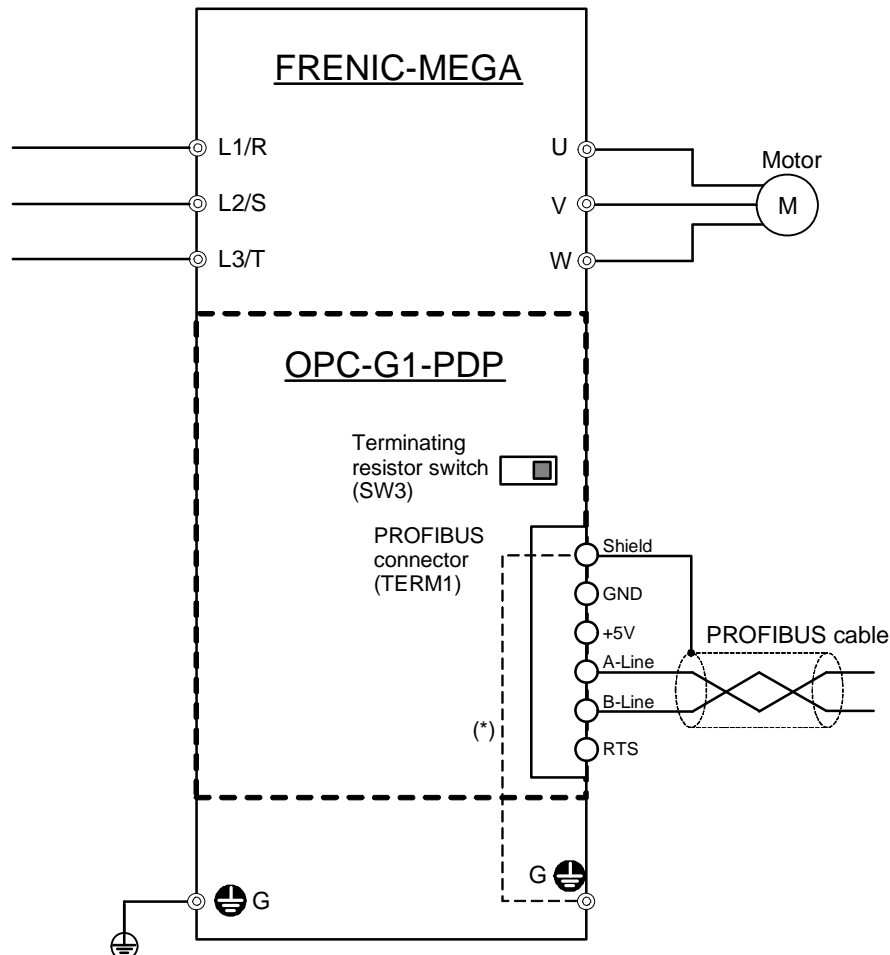 FRENIC-MEGA
L1/R
U
Motor
L2/S
V
M
L3/T
W
OPC-G1-PDP
Terminating
resistor switch
(SW3)
PROFIBUS
connector
(TERM1)
Shield
GND
+5V
PROFIBUS cable
A-Line
B-Line
(*)
RTS
G
G